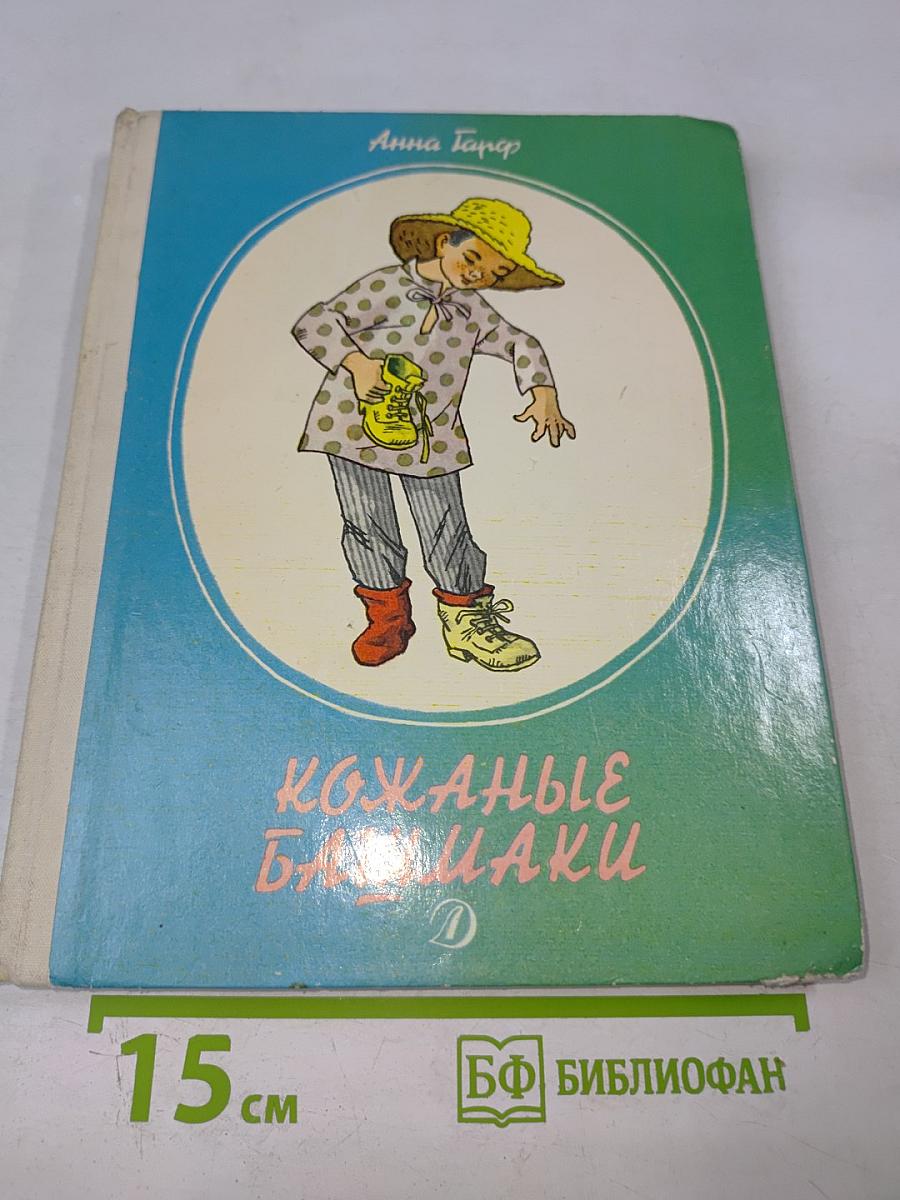 Анна Гарф
КОЖАНЫЕ
БАШМАКИ
Д
15 см
БФ БИБЛИОФАН